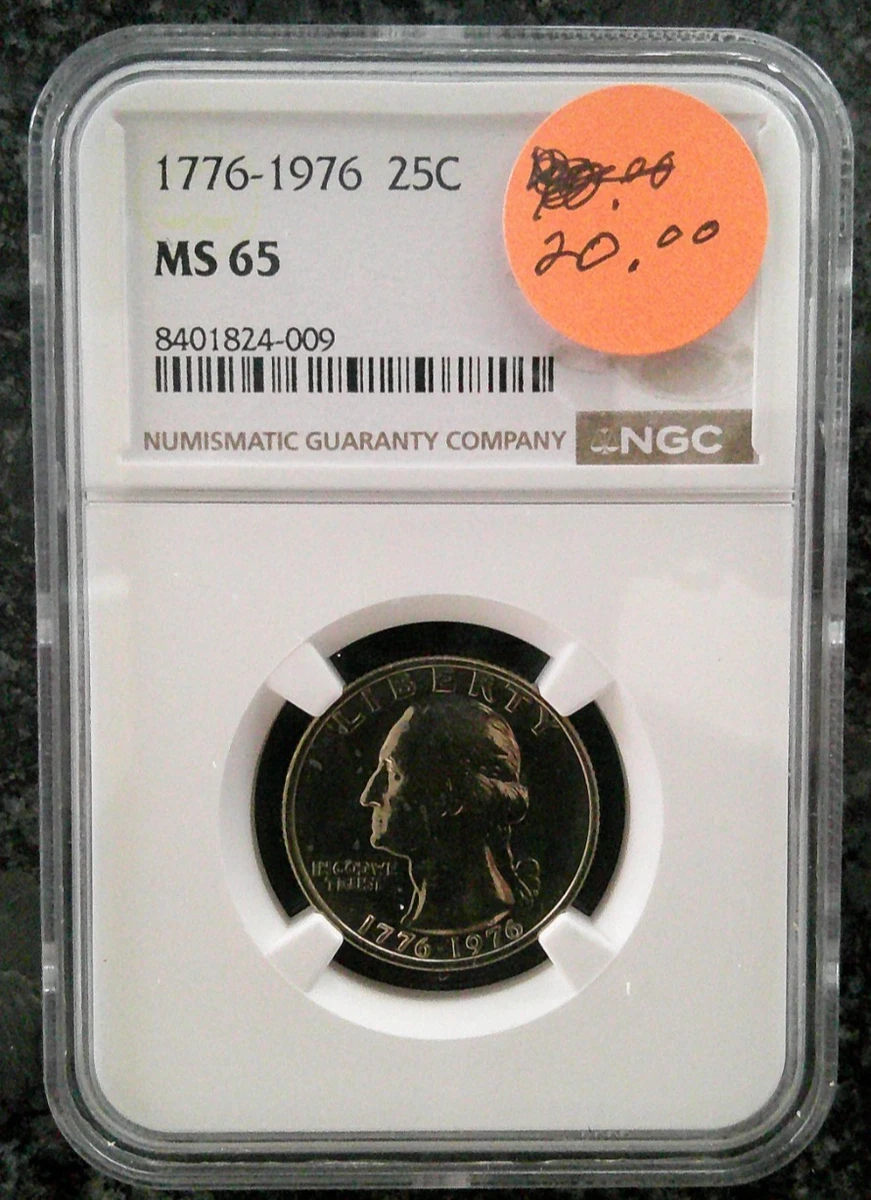 1776-1976 25C
MS 65
20.00
8401824-009
NUMISMATIC GUARANTY COMPANY NGC
LIBERTY
IN GOD WE
TRUST
1776-1976